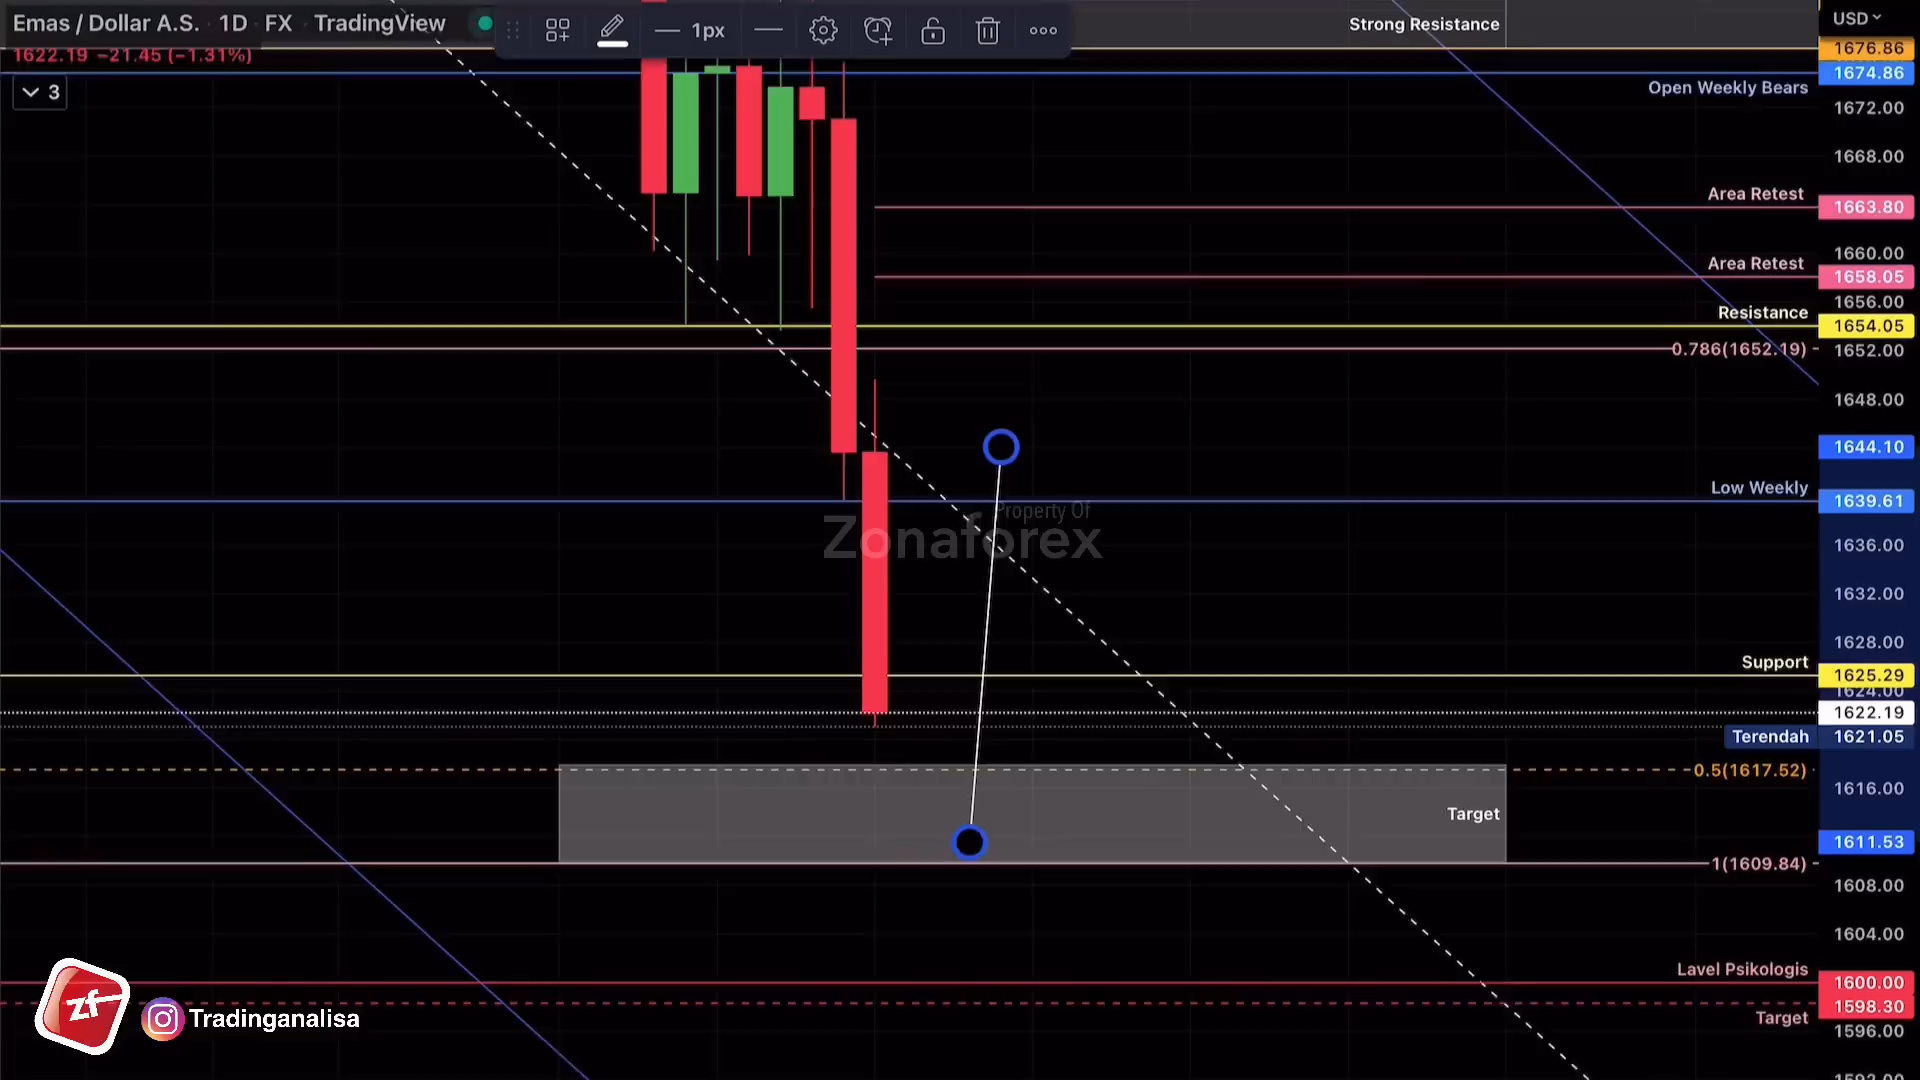 Emas / Dollar A.S. · 1D · FX · TradingView
1px
1622.19 −21.45 (−1.31%)
3
Strong Resistance
USD
1676.86
1674.86
Open Weekly Bears
1672.00
1668.00
Area Retest
1663.80
1660.00
Area Retest
1658.05
1656.00
Resistance
1654.05
0.786(1652.19)
1652.00
1648.00
1644.10
Low Weekly
1639.61
Property Of
Zonaforex
1636.00
1632.00
1628.00
Support
1625.29
1624.00
1622.19
Terendah
1621.05
0.5(1617.52)
1616.00
Target
1611.53
1(1609.84)
1608.00
1604.00
Lavel Psikologis
1600.00
1598.30
Target
1596.00
zf
Tradinganalisa